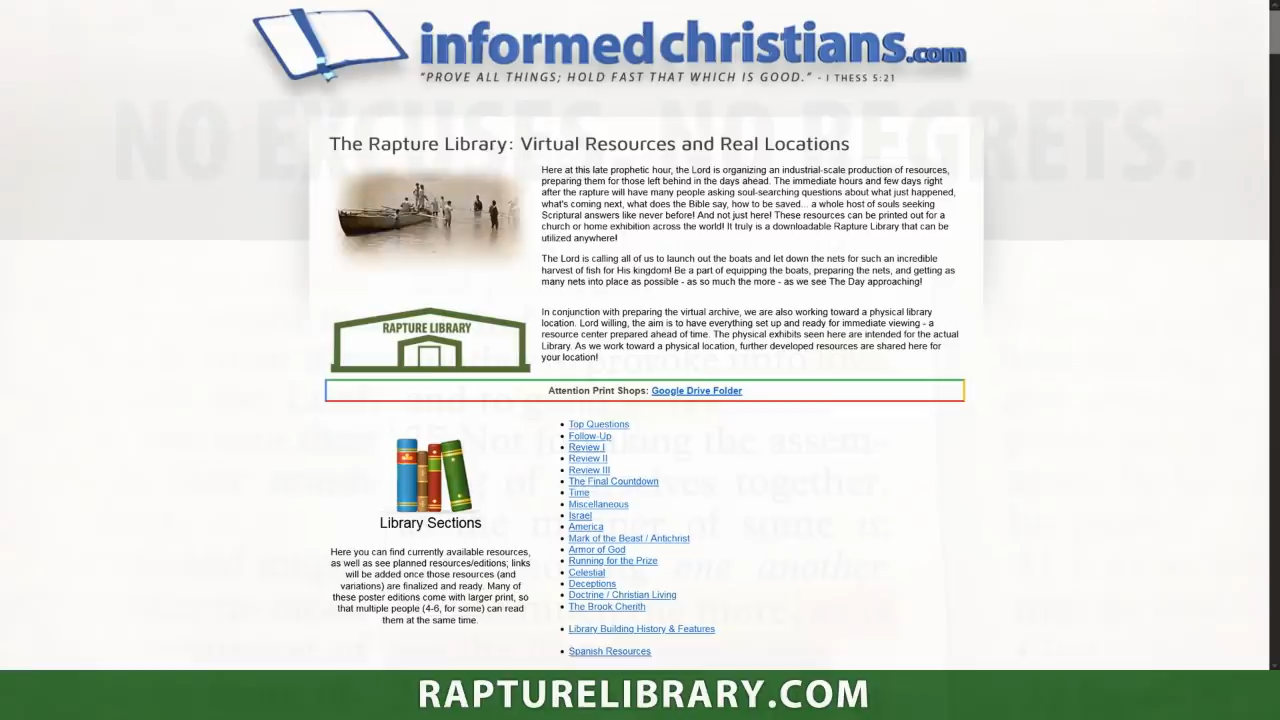 informedchristians.com
"PROVE ALL THINGS; HOLD FAST THAT WHICH IS GOOD." - I THESS 5:21
NO EXCUSES. NO REGRETS.
The Rapture Library: Virtual Resources and Real Locations
Here at this late prophetic hour, the Lord is organizing an industrial-scale production of resources,
preparing them for those left behind in the days ahead. The immediate hours and few days right
after the rapture will have many people asking soul-searching questions about what just happened,
what's coming next, what does the Bible say, how to be saved... a whole host of souls seeking
Scriptural answers like never before! And not just here! These resources can be printed out for a
church or home exhibition across the world! It truly is a downloadable Rapture Library that can be
utilized anywhere!
The Lord is calling all of us to launch out the boats and let down the nets for such an incredible
harvest of fish for His kingdom! Be a part of equipping the boats, preparing the nets, and getting as
many nets into place as possible - as so much the more - as we see The Day approaching!
RAPTURE LIBRARY
In conjunction with preparing the virtual archive, we are also working toward a physical library
location. Lord willing, the aim is to have everything set up and ready for immediate viewing - a
resource center prepared ahead of time. The physical exhibits seen here are intended for the actual
Library. As we work toward a physical location, further developed resources are shared here for
your location!
Attention Print Shops: Google Drive Folder
Library Sections
Here you can find currently available resources,
as well as see planned resources/editions; links
will be added once those resources (and
variations) are finalized and ready. Many of
these poster editions come with larger print, so
that multiple people (4-6, for some) can read
them at the same time.
• Top Questions
• Follow-Up
• Review I
• Review II
• Review III
• The Final Countdown
• Time
• Miscellaneous
• Israel
• America
• Mark of the Beast / Antichrist
• Armor of God
• Running for the Prize
• Celestial
• Deceptions
• Doctrine / Christian Living
• The Brook Cherith
• Library Building History & Features
• Spanish Resources
RAPTURELIBRARY.COM